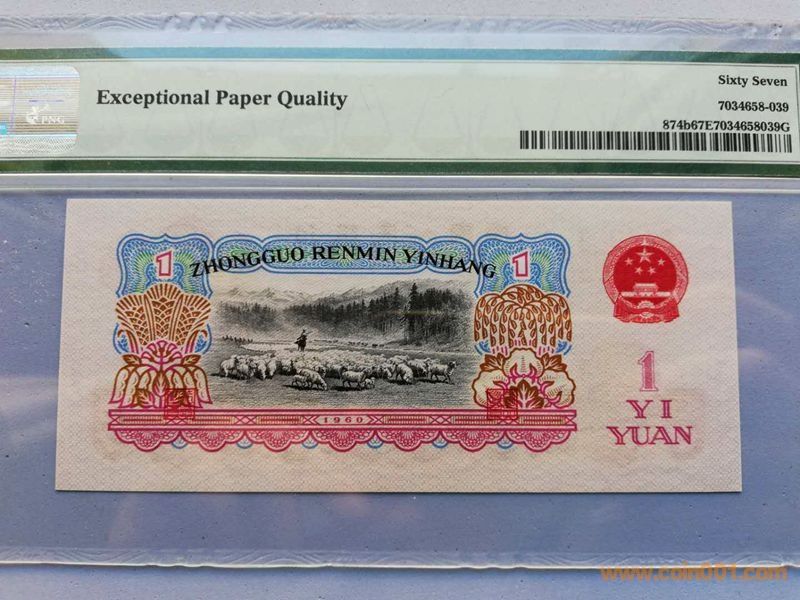 Sixty Seven
Exceptional Paper Quality
7034658-039
874b67E7034658039G
PNG
ZHONGGUO RENMIN YINHANG
1
1
1960
1
YI
YUAN
www.coin001.com